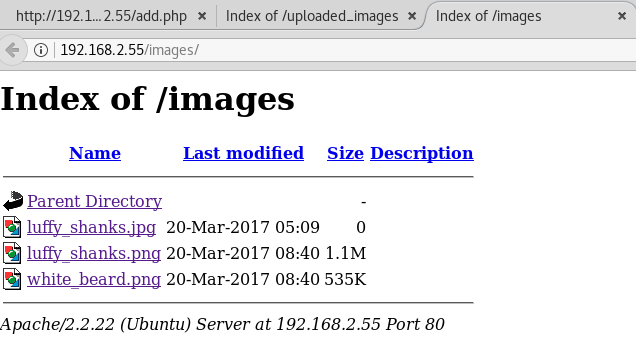 http://192.1...2.55/add.php × Index of /uploaded_images × Index of /images ×
192.168.2.55/images/
Index of /images
Name Last modified Size Description
Parent Directory -
luffy_shanks.jpg 20-Mar-2017 05:09 0
luffy_shanks.png 20-Mar-2017 08:40 1.1M
white_beard.png 20-Mar-2017 08:40 535K
Apache/2.2.22 (Ubuntu) Server at 192.168.2.55 Port 80